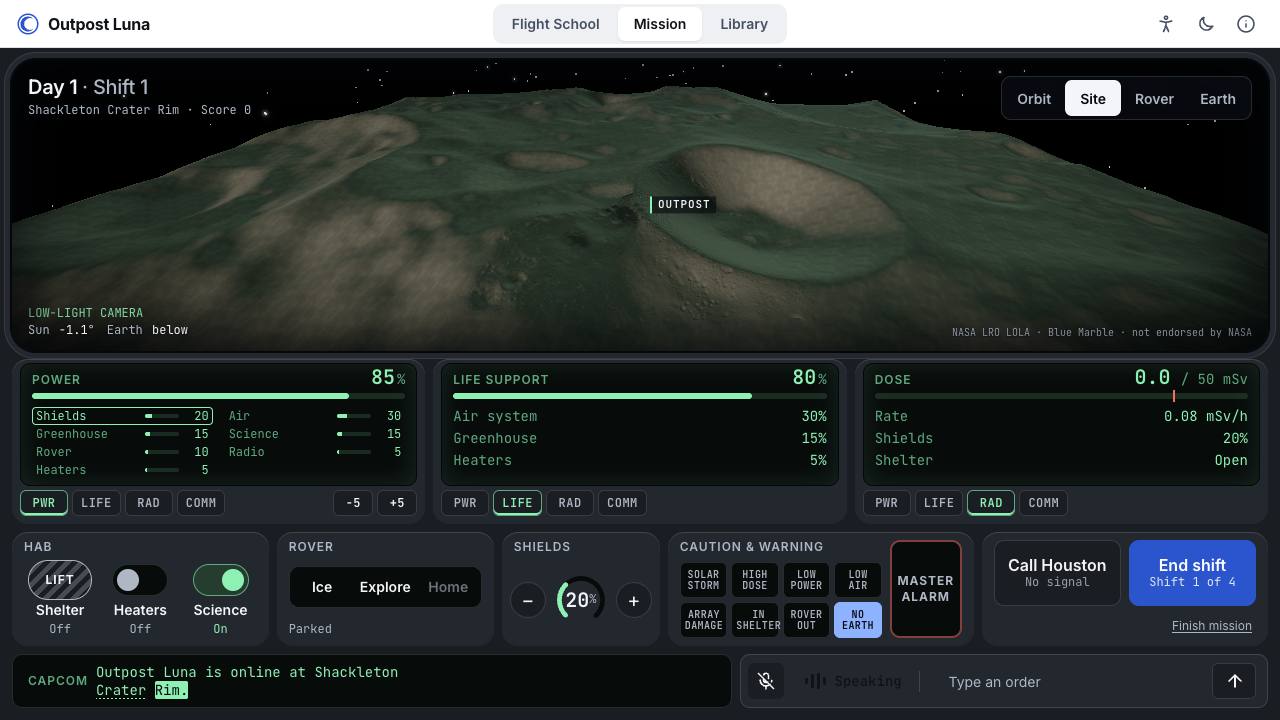 Outpost Luna
Flight School
Mission
Library
Day 1 · Shift 1
Shackleton Crater Rim · Score 0
Orbit
Site
Rover
Earth
OUTPOST
LOW-LIGHT CAMERA
Sun -1.1° Earth below
NASA LRO LOLA · Blue Marble · not endorsed by NASA
POWER 85%
Shields 20
Air 30
Greenhouse 15
Science 15
Rover 10
Radio 5
Heaters 5
PWR LIFE RAD COMM -5 +5
LIFE SUPPORT 80%
Air system 30%
Greenhouse 15%
Heaters 5%
PWR LIFE RAD COMM
DOSE 0.0 / 50 mSv
Rate 0.08 mSv/h
Shields 20%
Shelter Open
PWR LIFE RAD COMM
HAB
LIFT
Shelter Heaters Science
Off Off On
ROVER
Ice Explore Home
Parked
SHIELDS
− 20% +
CAUTION & WARNING
SOLAR
STORM
HIGH
DOSE
LOW
POWER
LOW
AIR
ARRAY
DAMAGE
IN
SHELTER
ROVER
OUT
NO
EARTH
MASTER
ALARM
Call Houston
No signal
End shift
Shift 1 of 4
Finish mission
CAPCOM
Outpost Luna is online at Shackleton
Crater Rim.
Speaking
Type an order